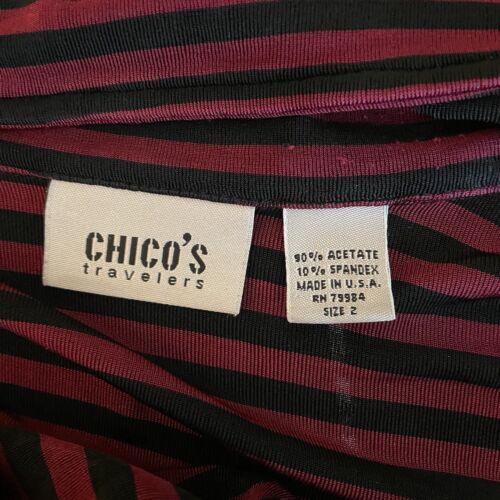 CHICO'S
travelers
90% ACETATE
10% SPANDEX
MADE IN U.S.A.
RN 79984
SIZE 2